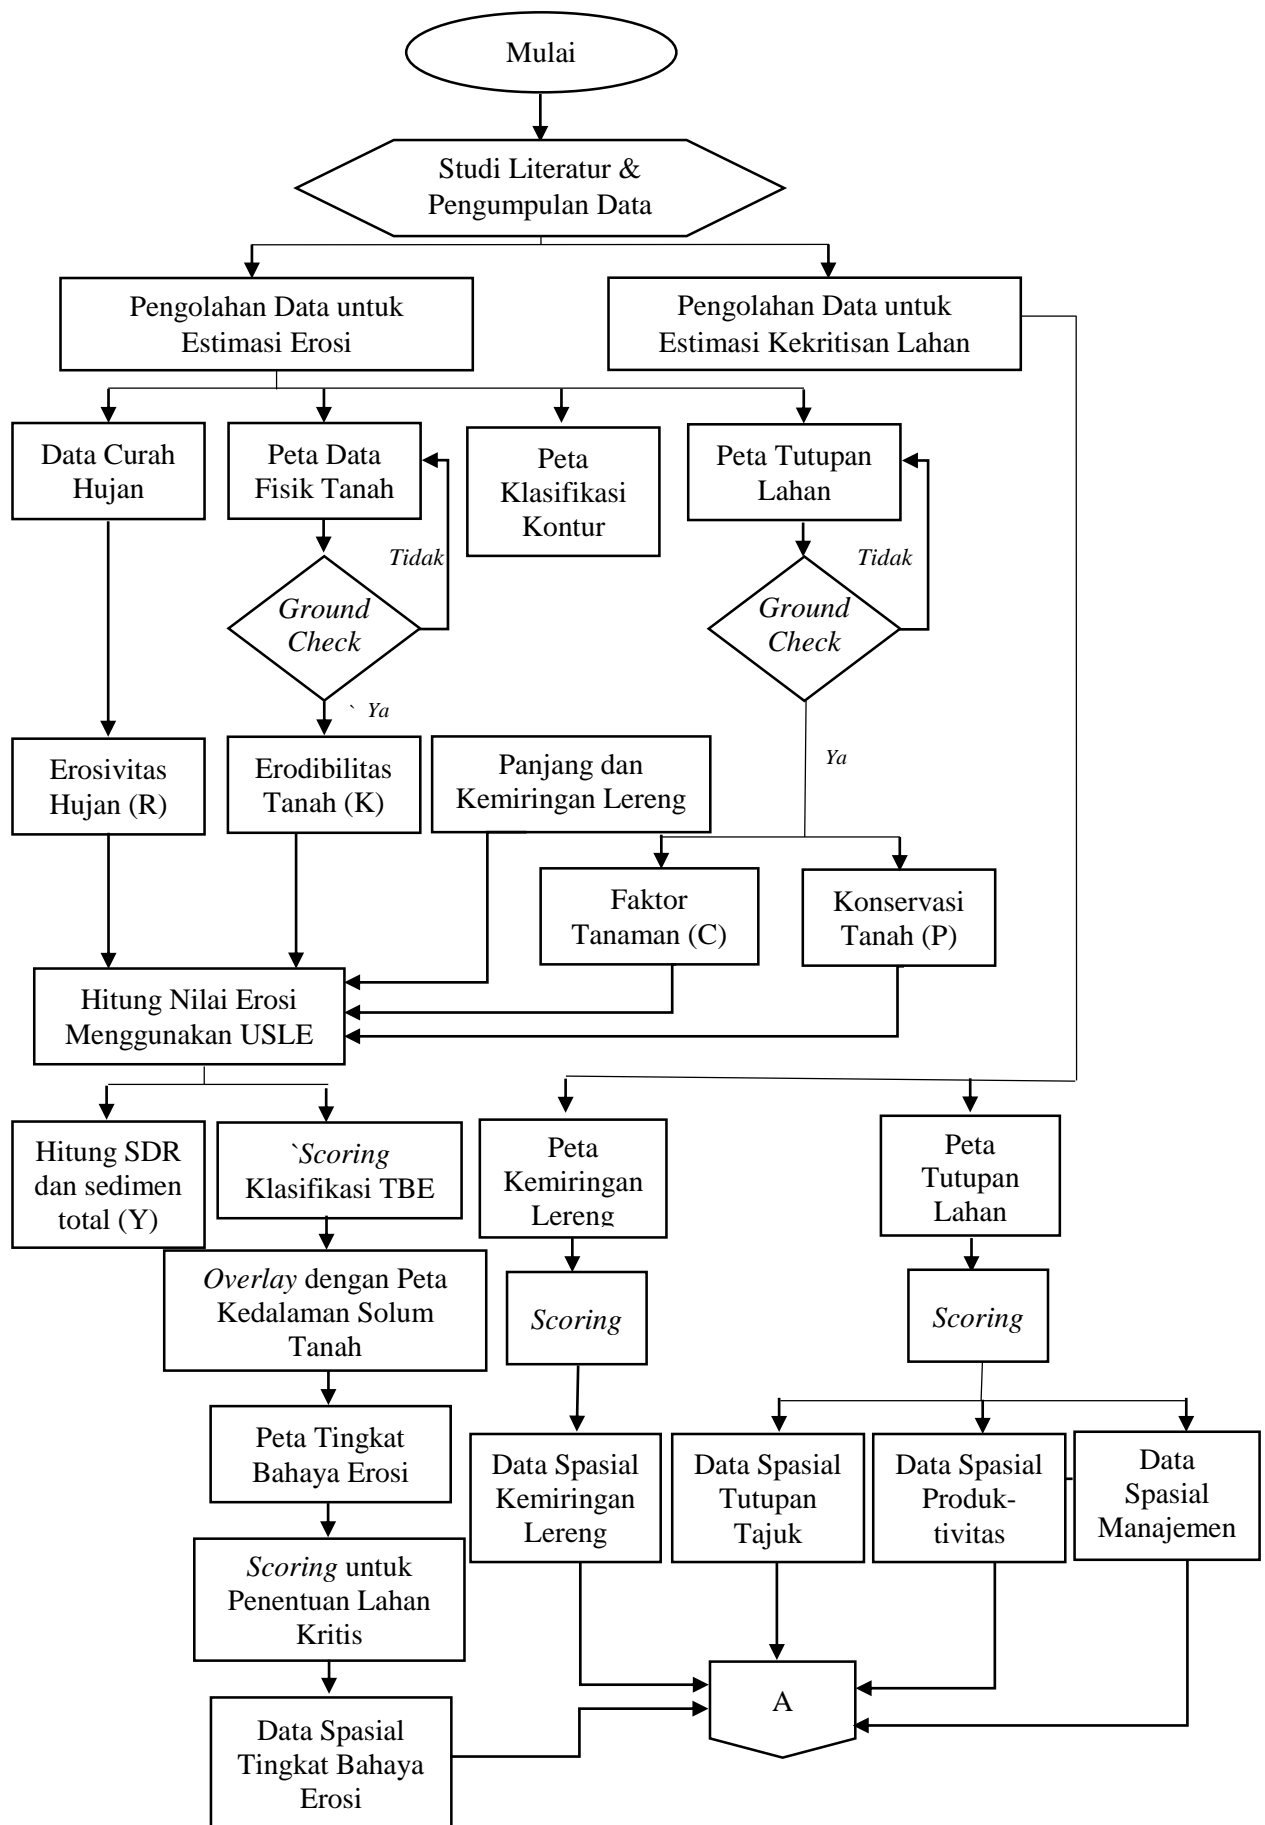 Mulai
Studi Literatur &
Pengumpulan Data
Pengolahan Data untuk
Estimasi Erosi
Pengolahan Data untuk
Estimasi Kekritisan Lahan
Data Curah
Hujan
Peta Data
Fisik Tanah
Peta
Klasifikasi
Kontur
Peta Tutupan
Lahan
Tidak
Tidak
Ground
Check
Ground
Check
` Ya
Ya
Erosivitas
Hujan (R)
Erodibilitas
Tanah (K)
Panjang dan
Kemiringan Lereng
Faktor
Tanaman (C)
Konservasi
Tanah (P)
Hitung Nilai Erosi
Menggunakan USLE
Hitung SDR
dan sedimen
total (Y)
`Scoring
Klasifikasi TBE
Peta
Kemiringan
Lereng
Peta
Tutupan
Lahan
Overlay dengan Peta
Kedalaman Solum
Tanah
Scoring
Scoring
Peta Tingkat
Bahaya Erosi
Data Spasial
Kemiringan
Lereng
Data Spasial
Tutupan
Tajuk
Data Spasial
Produk-
tivitas
Data
Spasial
Manajemen
Scoring untuk
Penentuan Lahan
Kritis
A
Data Spasial
Tingkat Bahaya
Erosi